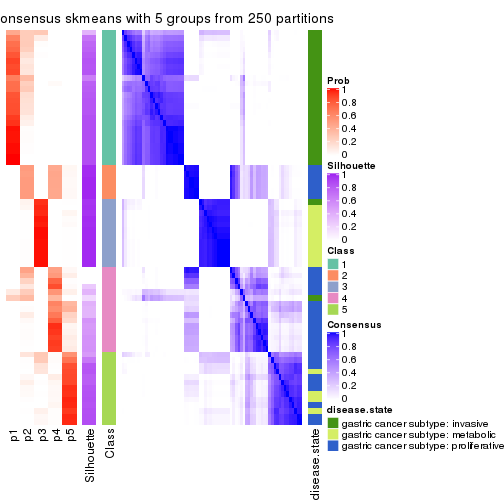 onsensus skmeans with 5 groups from 250 partitions
Prob
1
0.8
0.6
0.4
0.2
0
Silhouette
1
0.8
0.6
0.4
0.2
0
Class
1
2
3
4
5
Consensus
1
0.8
0.6
0.4
0.2
0
disease.state
gastric cancer subtype: invasive
gastric cancer subtype: metabolic
gastric cancer subtype: proliferative
p1
p2
p3
p4
p5
Silhouette
Class
disease.state